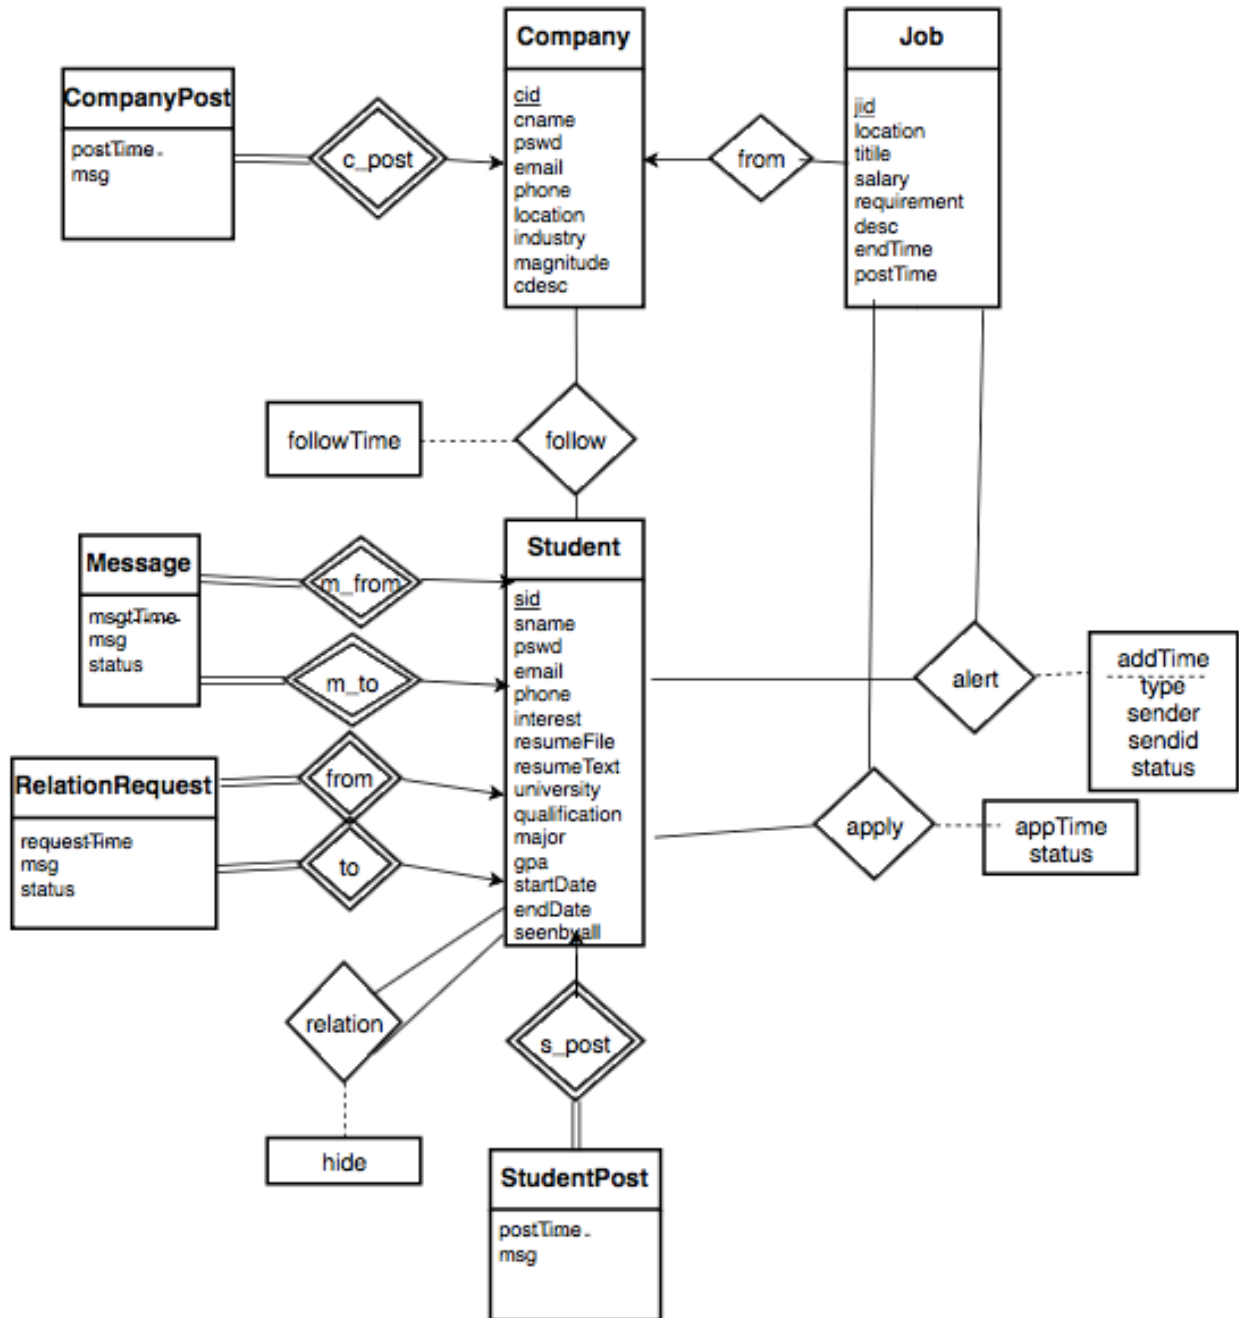 Company
cid
cname
pswd
email
phone
location
industry
magnitude
cdesc
Job
jid
location
titile
salary
requirement
desc
endTime
postTime
CompanyPost
postTime
msg
c_post
from
followTime
follow
Message
msgtTime
msg
status
m_from
m_to
Student
sid
sname
pswd
email
phone
interest
resumeFile
resumeText
university
qualification
major
gpa
startDate
endDate
seenbyall
alert
addTime
type
sender
sendid
status
RelationRequest
requestTime
msg
status
from
to
apply
appTime
status
relation
hide
s_post
StudentPost
postTime
msg